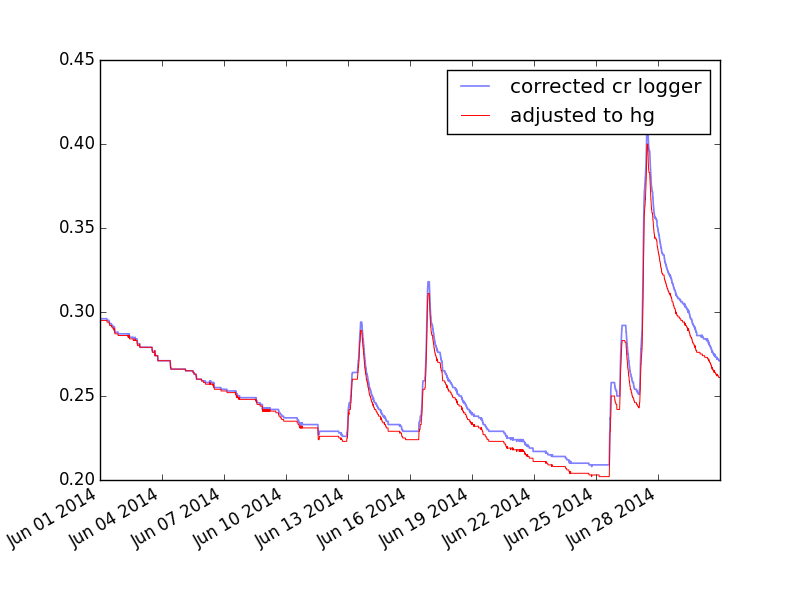 0.45
corrected cr logger
adjusted to hg
0.40
0.35
0.30
0.25
0.20
Jun 01 2014
Jun 04 2014
Jun 07 2014
Jun 10 2014
Jun 13 2014
Jun 16 2014
Jun 19 2014
Jun 22 2014
Jun 25 2014
Jun 28 2014